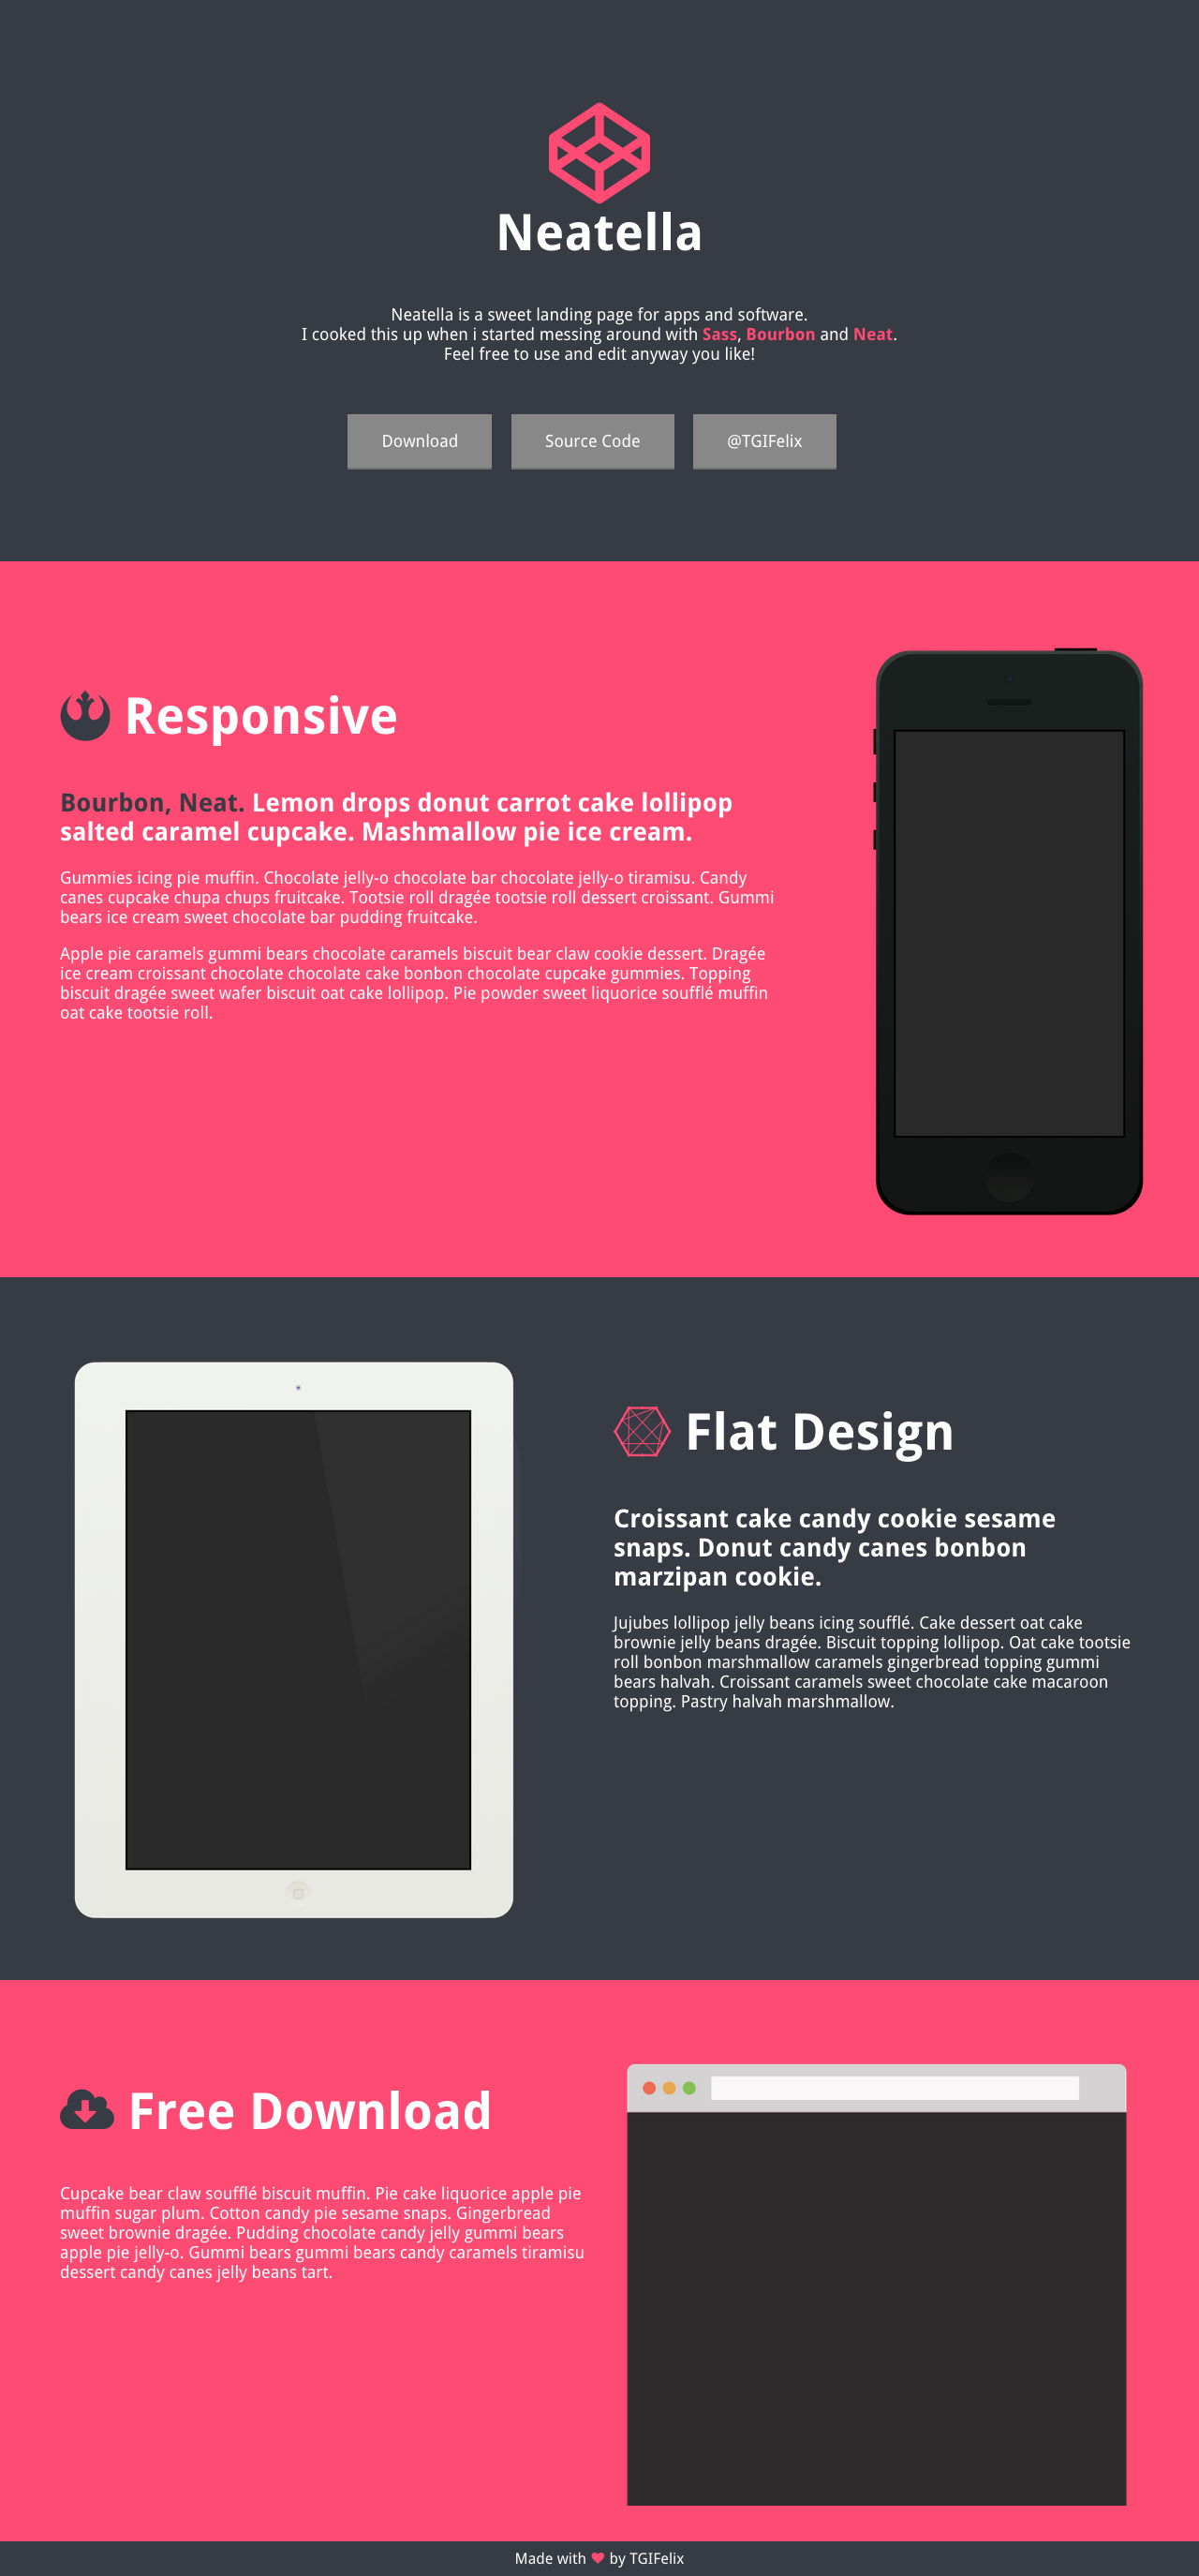 Neatella
Neatella is a sweet landing page for apps and software.
I cooked this up when i started messing around with Sass, Bourbon and Neat.
Feel free to use and edit anyway you like!
Download
Source Code
@TGIFelix
Responsive
Bourbon, Neat. Lemon drops donut carrot cake lollipop
salted caramel cupcake. Mashmallow pie ice cream.
Gummies icing pie muffin. Chocolate jelly-o chocolate bar chocolate jelly-o tiramisu. Candy
canes cupcake chupa chups fruitcake. Tootsie roll dragée tootsie roll dessert croissant. Gummi
bears ice cream sweet chocolate bar pudding fruitcake.
Apple pie caramels gummi bears chocolate caramels biscuit bear claw cookie dessert. Dragée
ice cream croissant chocolate chocolate cake bonbon chocolate cupcake gummies. Topping
biscuit dragée sweet wafer biscuit oat cake lollipop. Pie powder sweet liquorice soufflé muffin
oat cake tootsie roll.
Flat Design
Croissant cake candy cookie sesame
snaps. Donut candy canes bonbon
marzipan cookie.
Jujubes lollipop jelly beans icing soufflé. Cake dessert oat cake
brownie jelly beans dragée. Biscuit topping lollipop. Oat cake tootsie
roll bonbon marshmallow caramels gingerbread topping gummi
bears halvah. Croissant caramels sweet chocolate cake macaroon
topping. Pastry halvah marshmallow.
Free Download
Cupcake bear claw soufflé biscuit muffin. Pie cake liquorice apple pie
muffin sugar plum. Cotton candy pie sesame snaps. Gingerbread
sweet brownie dragée. Pudding chocolate candy jelly gummi bears
apple pie jelly-o. Gummi bears gummi bears candy caramels tiramisu
dessert candy canes jelly beans tart.
Made with ♥ by TGIFelix